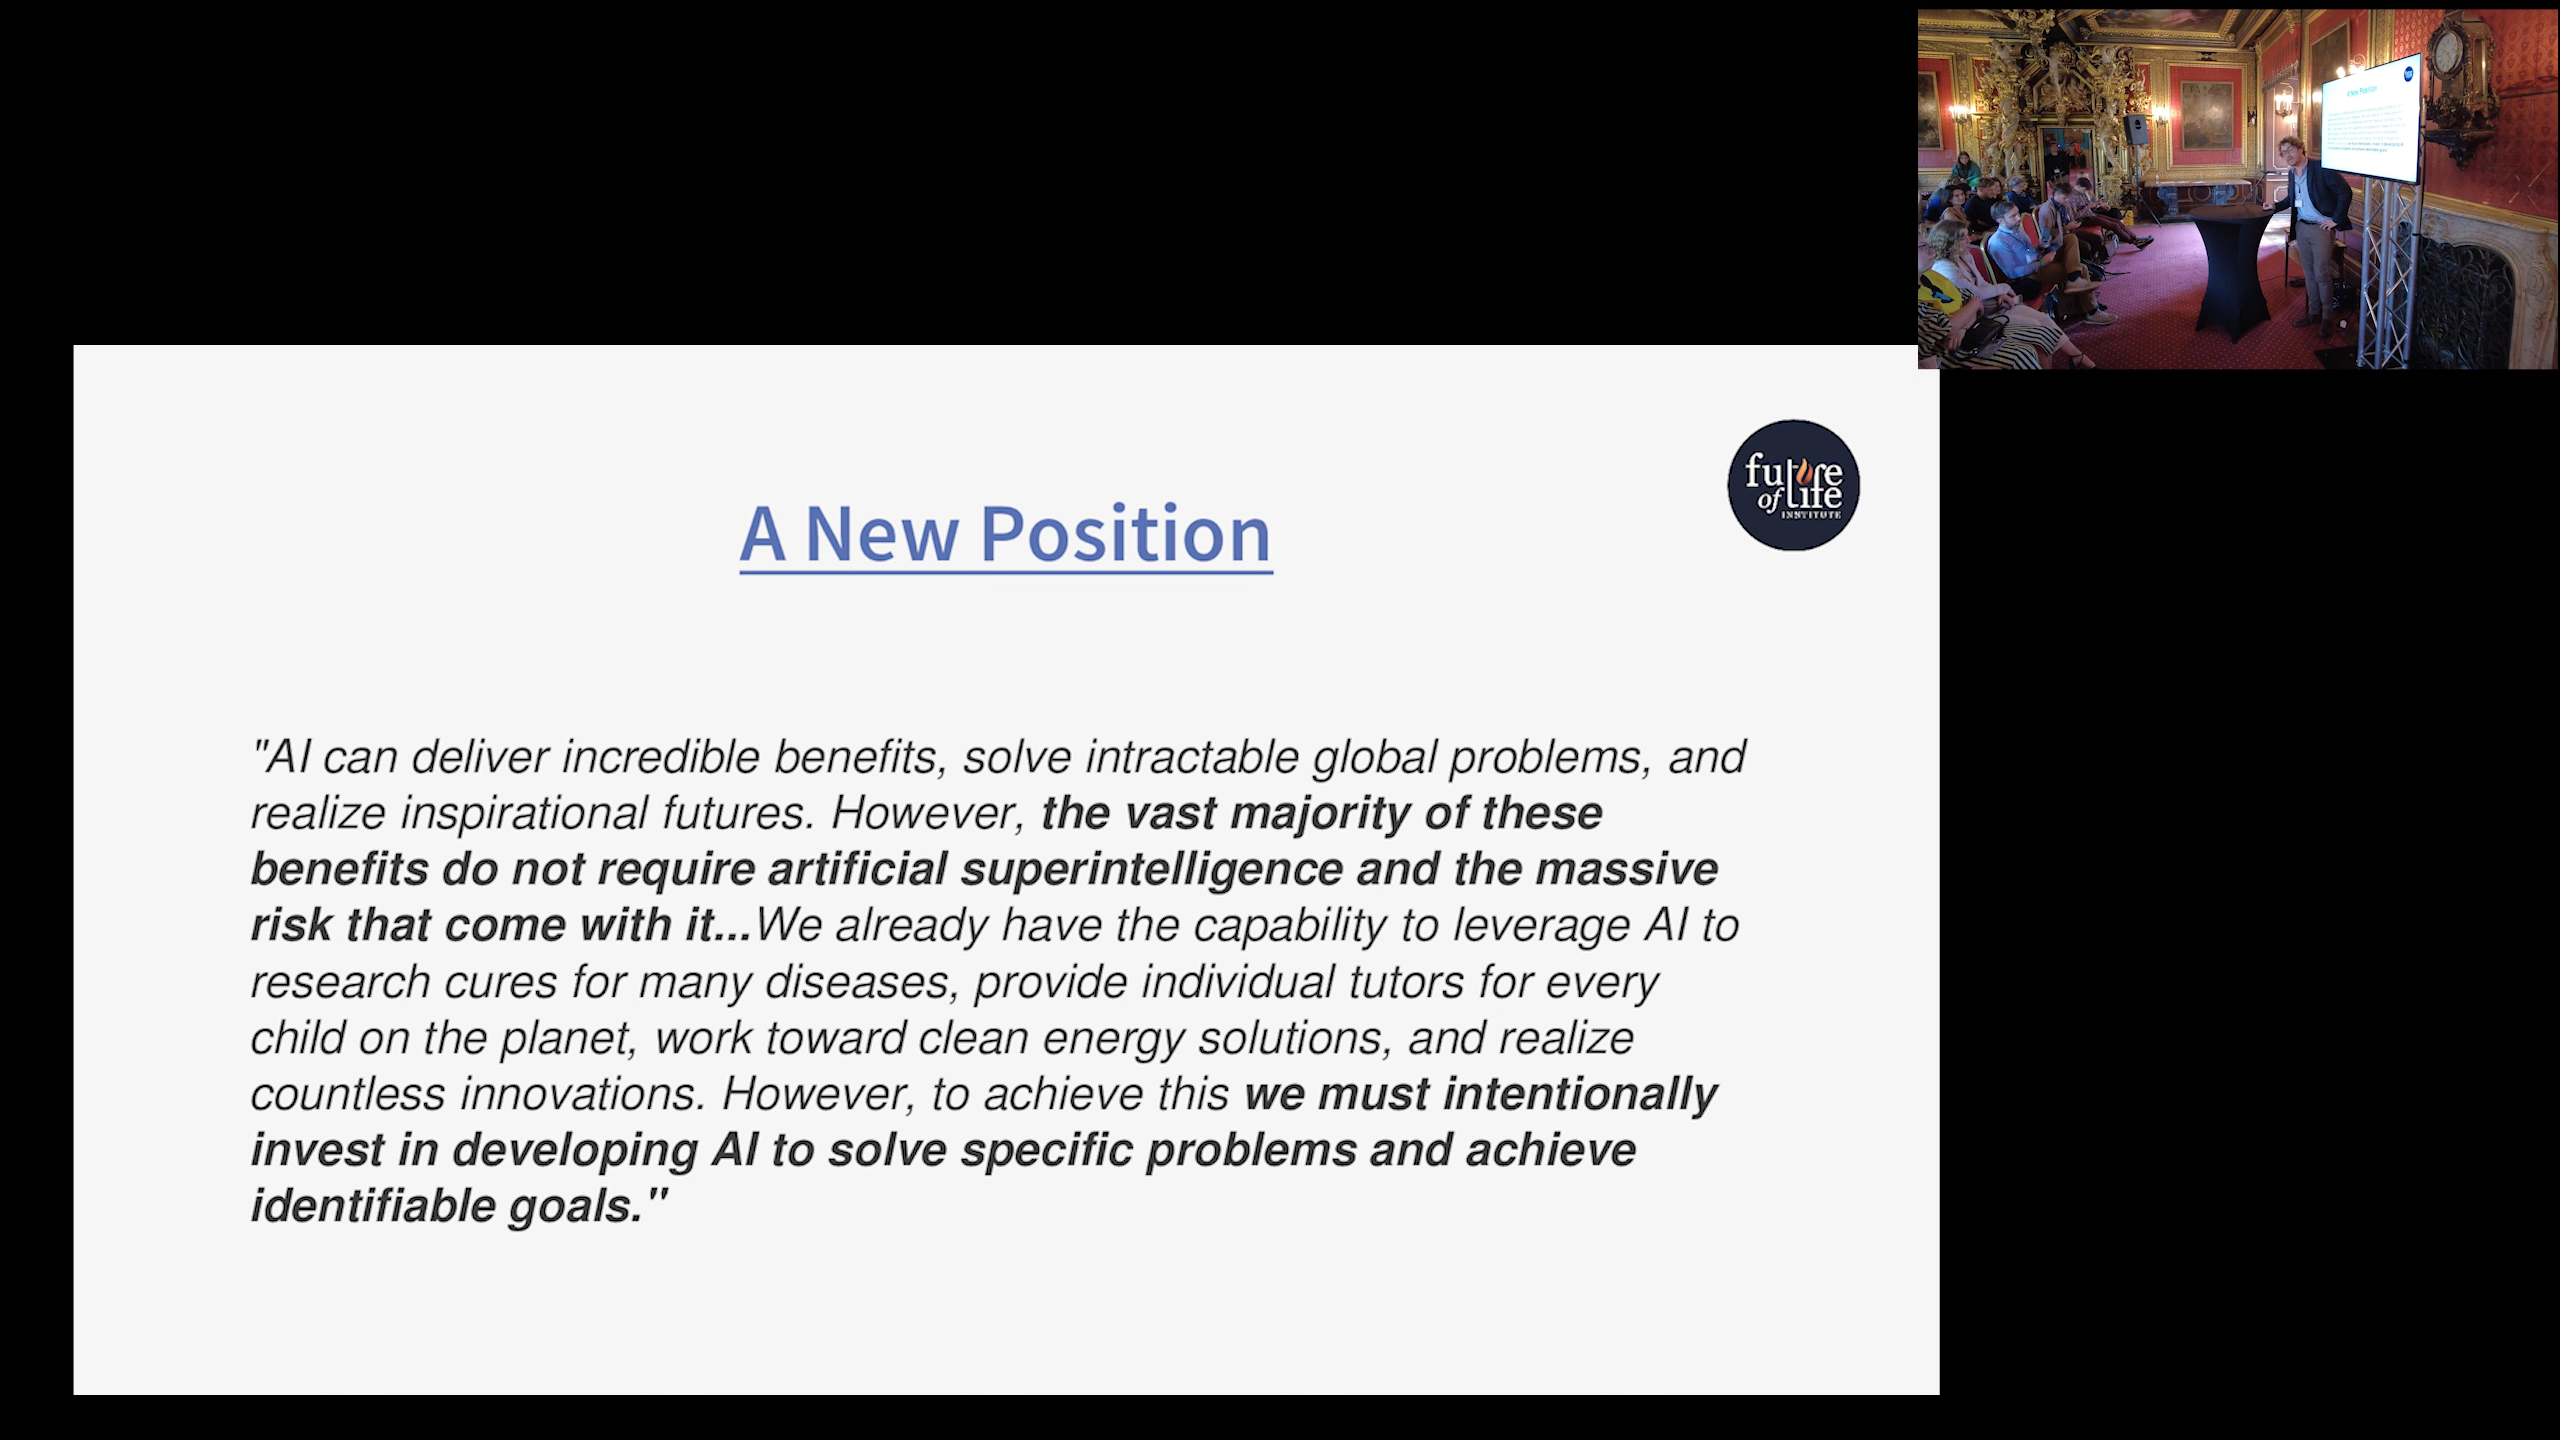 A New Position
future
of life
INSTITUTE
"AI can deliver incredible benefits, solve intractable global problems, and
realize inspirational futures. However, the vast majority of these
benefits do not require artificial superintelligence and the massive
risk that come with it...We already have the capability to leverage AI to
research cures for many diseases, provide individual tutors for every
child on the planet, work toward clean energy solutions, and realize
countless innovations. However, to achieve this we must intentionally
invest in developing AI to solve specific problems and achieve
identifiable goals."
A New Position